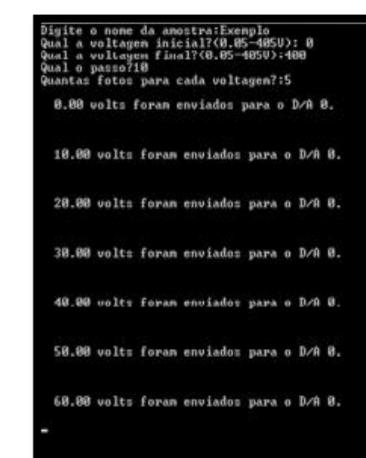 Digite o nome da amostra:Exemplo
Qual a voltagem inicial?(0.05-405V): 0
Qual a voltagem final?(0.05-405V):400
Qual o passo?10
Quantas fotos para cada voltagem?:5
0.00 volts foram enviados para o D/A 0.
10.00 volts foram enviados para o D/A 0.
20.00 volts foram enviados para o D/A 0.
30.00 volts foram enviados para o D/A 0.
40.00 volts foram enviados para o D/A 0.
50.00 volts foram enviados para o D/A 0.
60.00 volts foram enviados para o D/A 0.